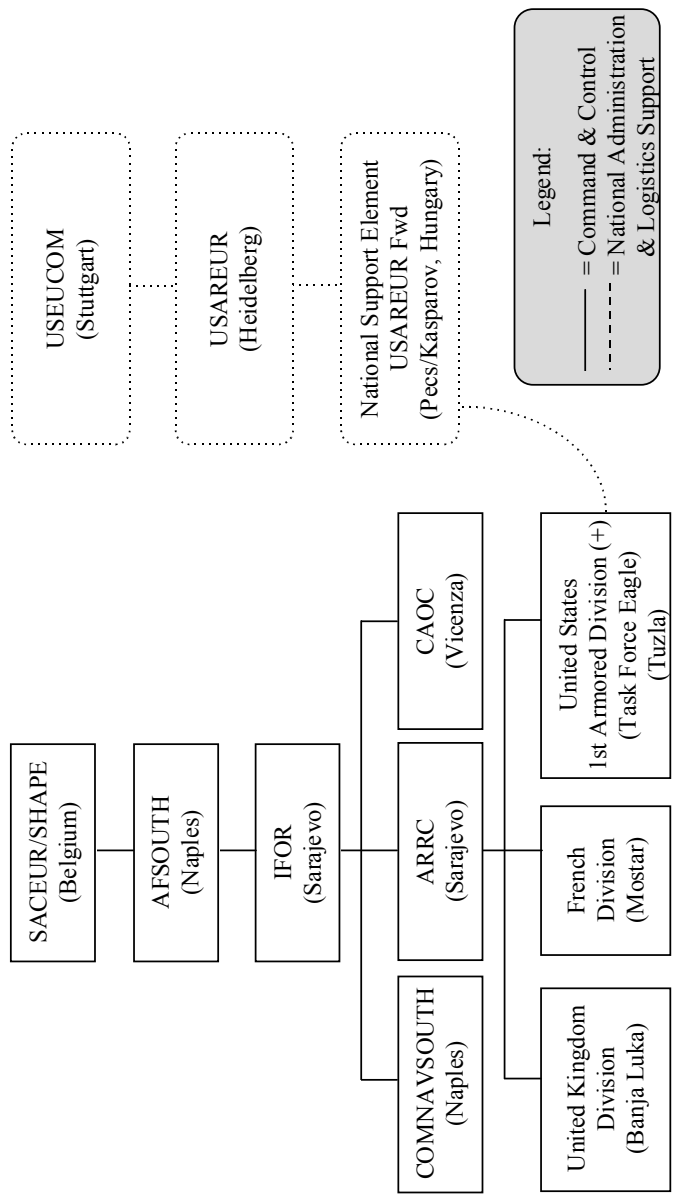 SACEUR/SHAPE
(Belgium)
AFSOUTH
(Naples)
IFOR
(Sarajevo)
COMNAVSOUTH
(Naples)
ARRC
(Sarajevo)
CAOC
(Vicenza)
United Kingdom
Division
(Banja Luka)
French
Division
(Mostar)
United States
1st Armored Division (+)
(Task Force Eagle)
(Tuzla)
USEUCOM
(Stuttgart)
USAREUR
(Heidelberg)
National Support Element
USAREUR Fwd
(Pecs/Kasparov, Hungary)
Legend:
= Command & Control
= National Administration
& Logistics Support